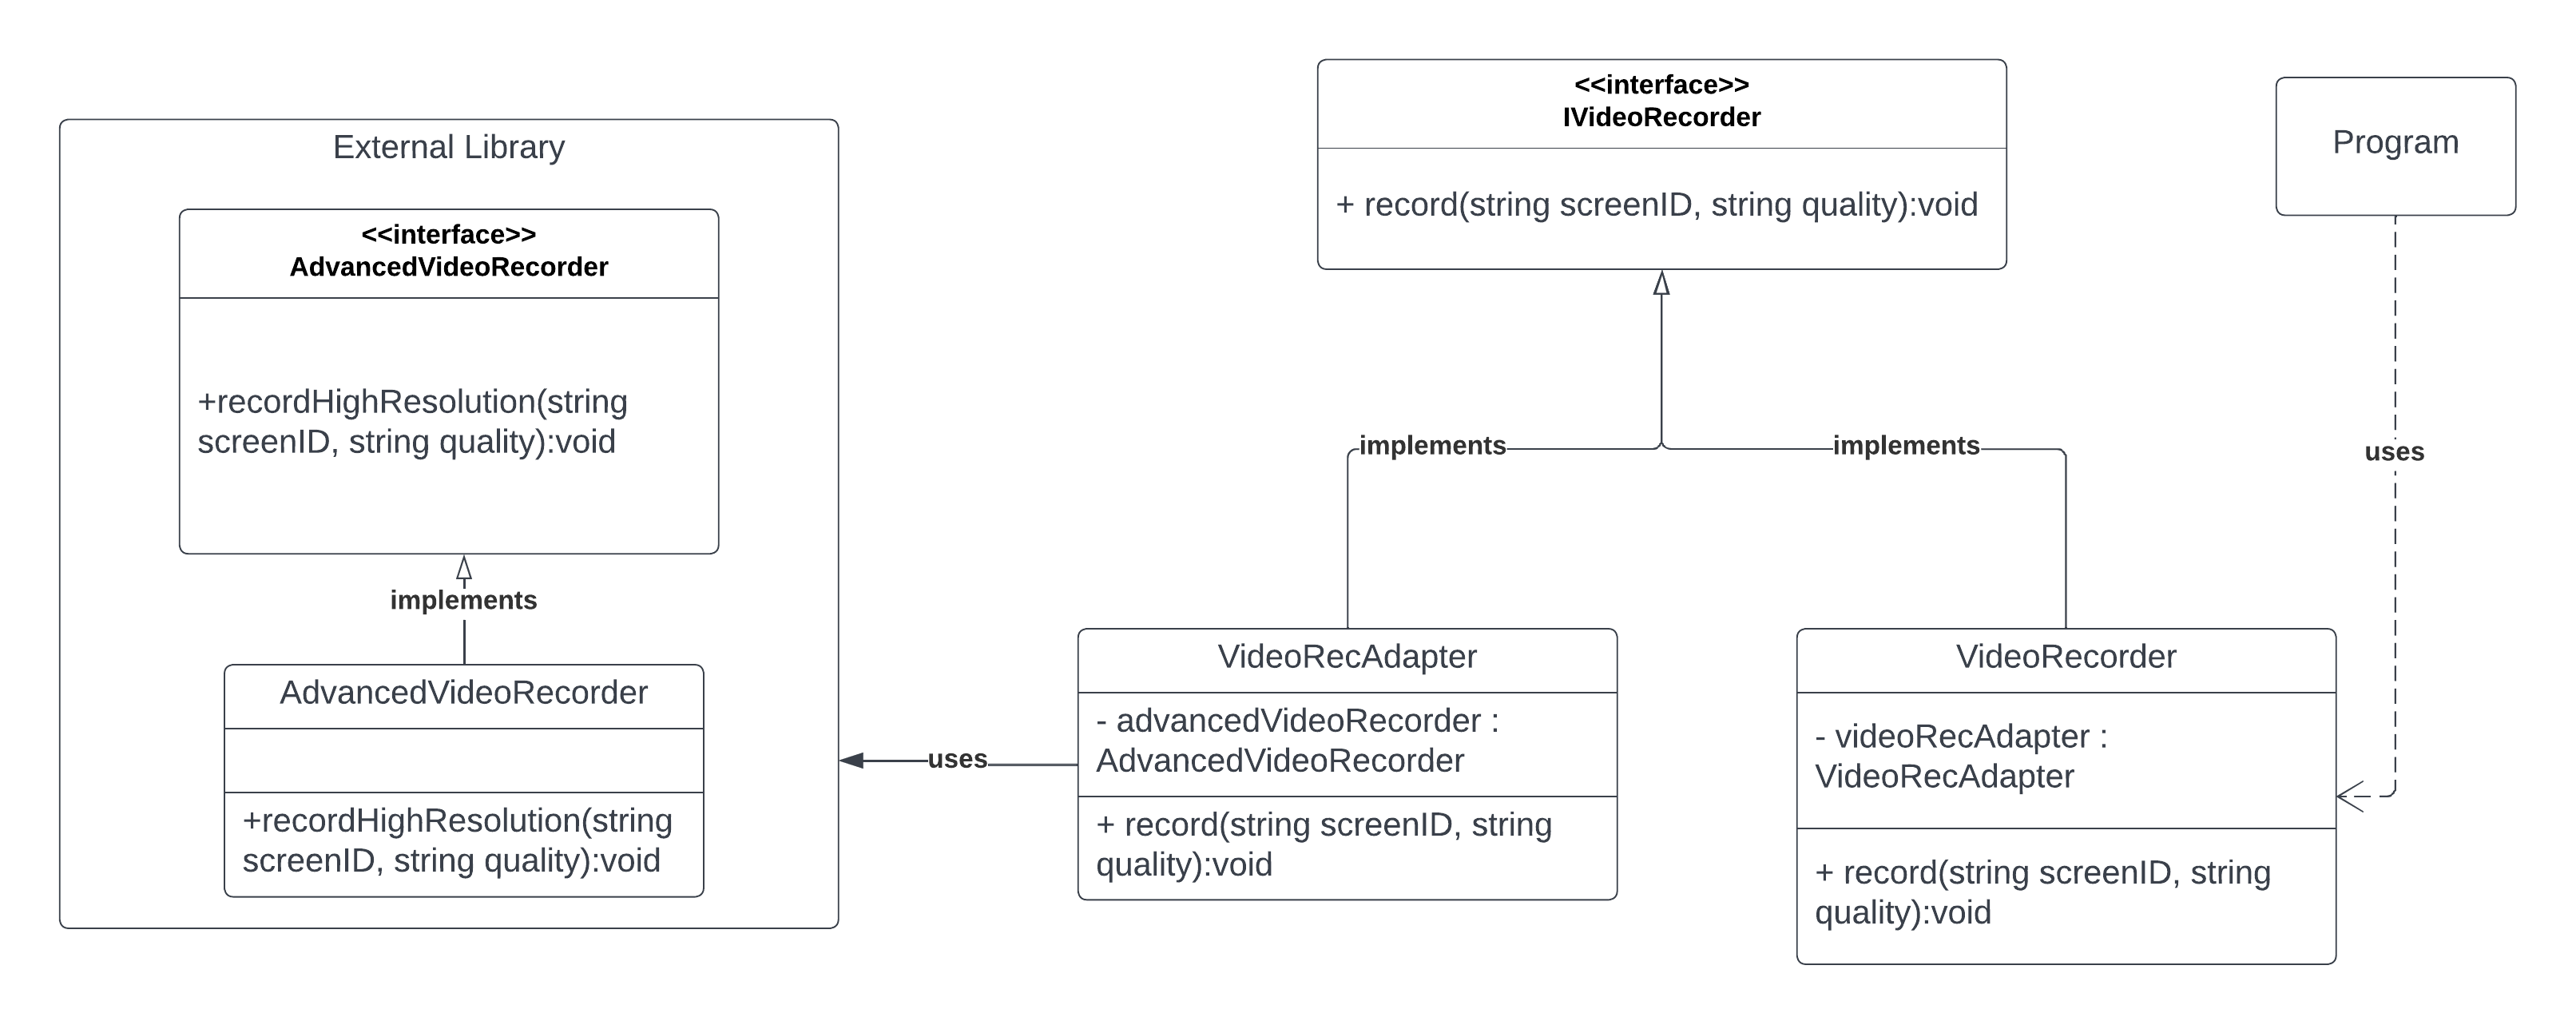 External Library
<<interface>>
AdvancedVideoRecorder
+recordHighResolution(string
screenID, string quality):void
implements
AdvancedVideoRecorder
+recordHighResolution(string
screenID, string quality):void
uses
<<interface>>
IVideoRecorder
+ record(string screenID, string quality):void
implements
implements
VideoRecAdapter
- advancedVideoRecorder :
AdvancedVideoRecorder
+ record(string screenID, string
quality):void
VideoRecorder
- videoRecAdapter :
VideoRecAdapter
+ record(string screenID, string
quality):void
Program
uses